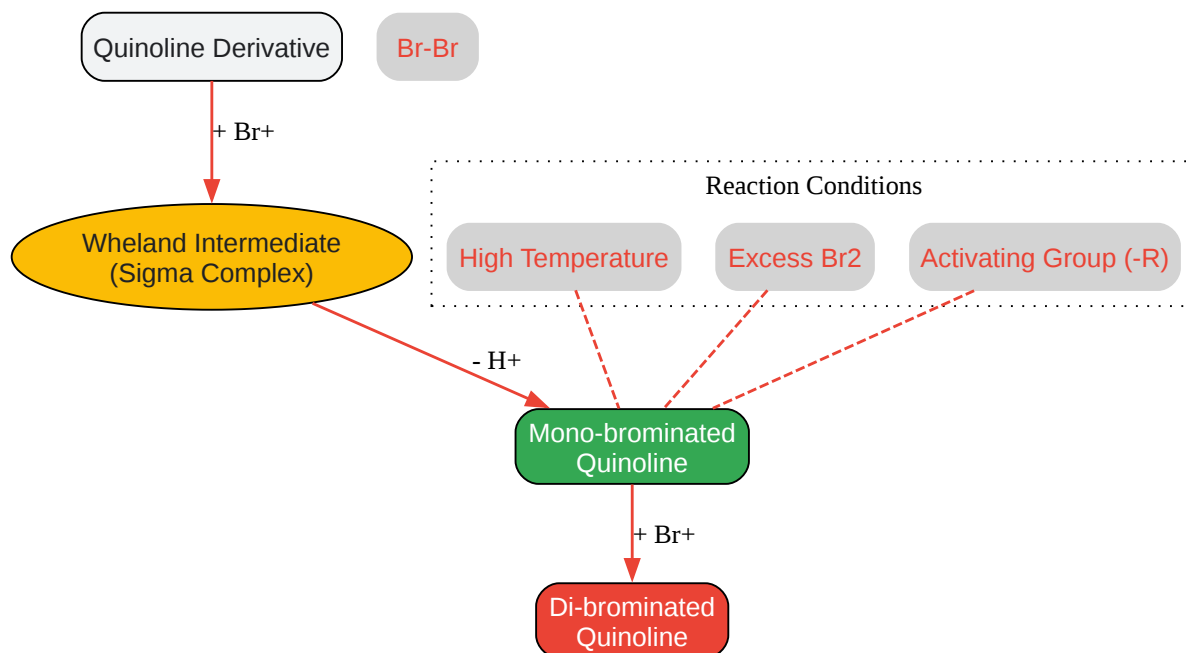 Quinoline Derivative
Br-Br
+ Br+
Reaction Conditions
Wheland Intermediate
(Sigma Complex)
High Temperature
Excess Br2
Activating Group (-R)
- H+
Mono-brominated
Quinoline
+ Br+
Di-brominated
Quinoline